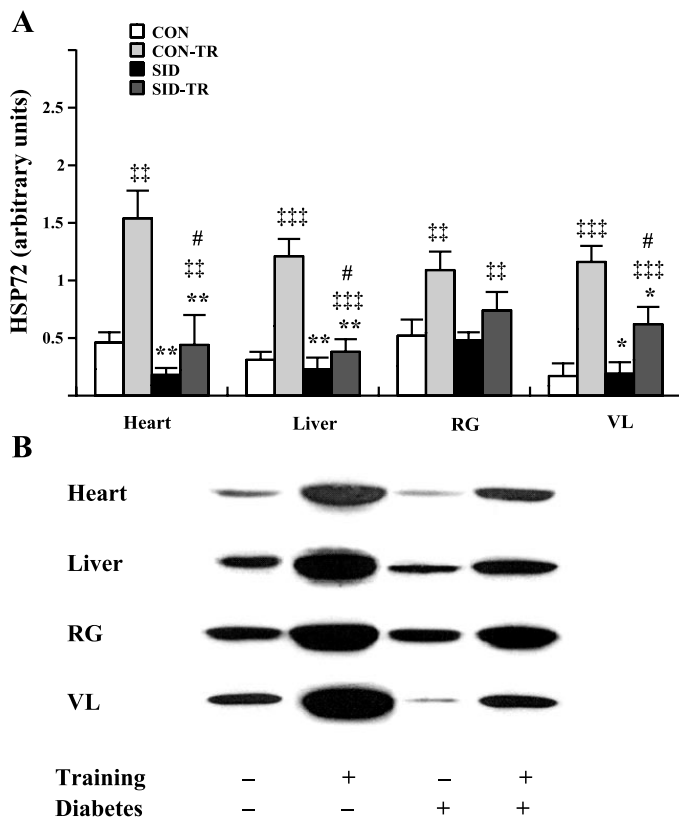 A
CON
CON-TR
SID
SID-TR
HSP72 (arbitrary units)
2.5
2
1.5
1
0.5
‡‡
#
‡‡
**
**
‡‡‡
#
‡‡‡
**
**
‡‡
‡‡
‡‡‡
#
‡‡‡
*
*
Heart Liver RG VL
B
Heart
Liver
RG
VL
Training – + – +
Diabetes – – + +